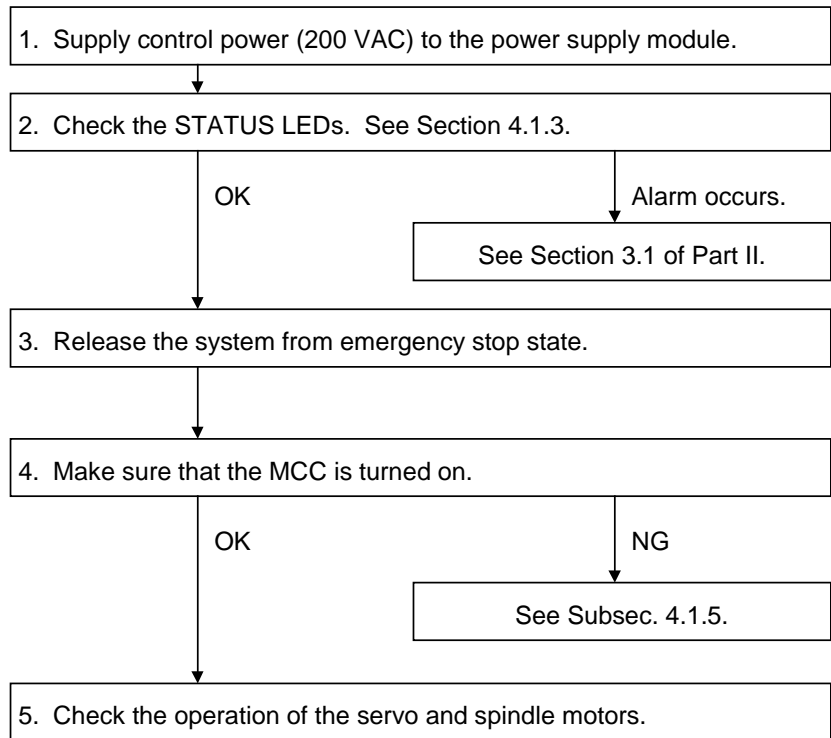 1. Supply control power (200 VAC) to the power supply module.
2. Check the STATUS LEDs. See Section 4.1.3.
OK
Alarm occurs.
See Section 3.1 of Part II.
3. Release the system from emergency stop state.
4. Make sure that the MCC is turned on.
OK
NG
See Subsec. 4.1.5.
5. Check the operation of the servo and spindle motors.